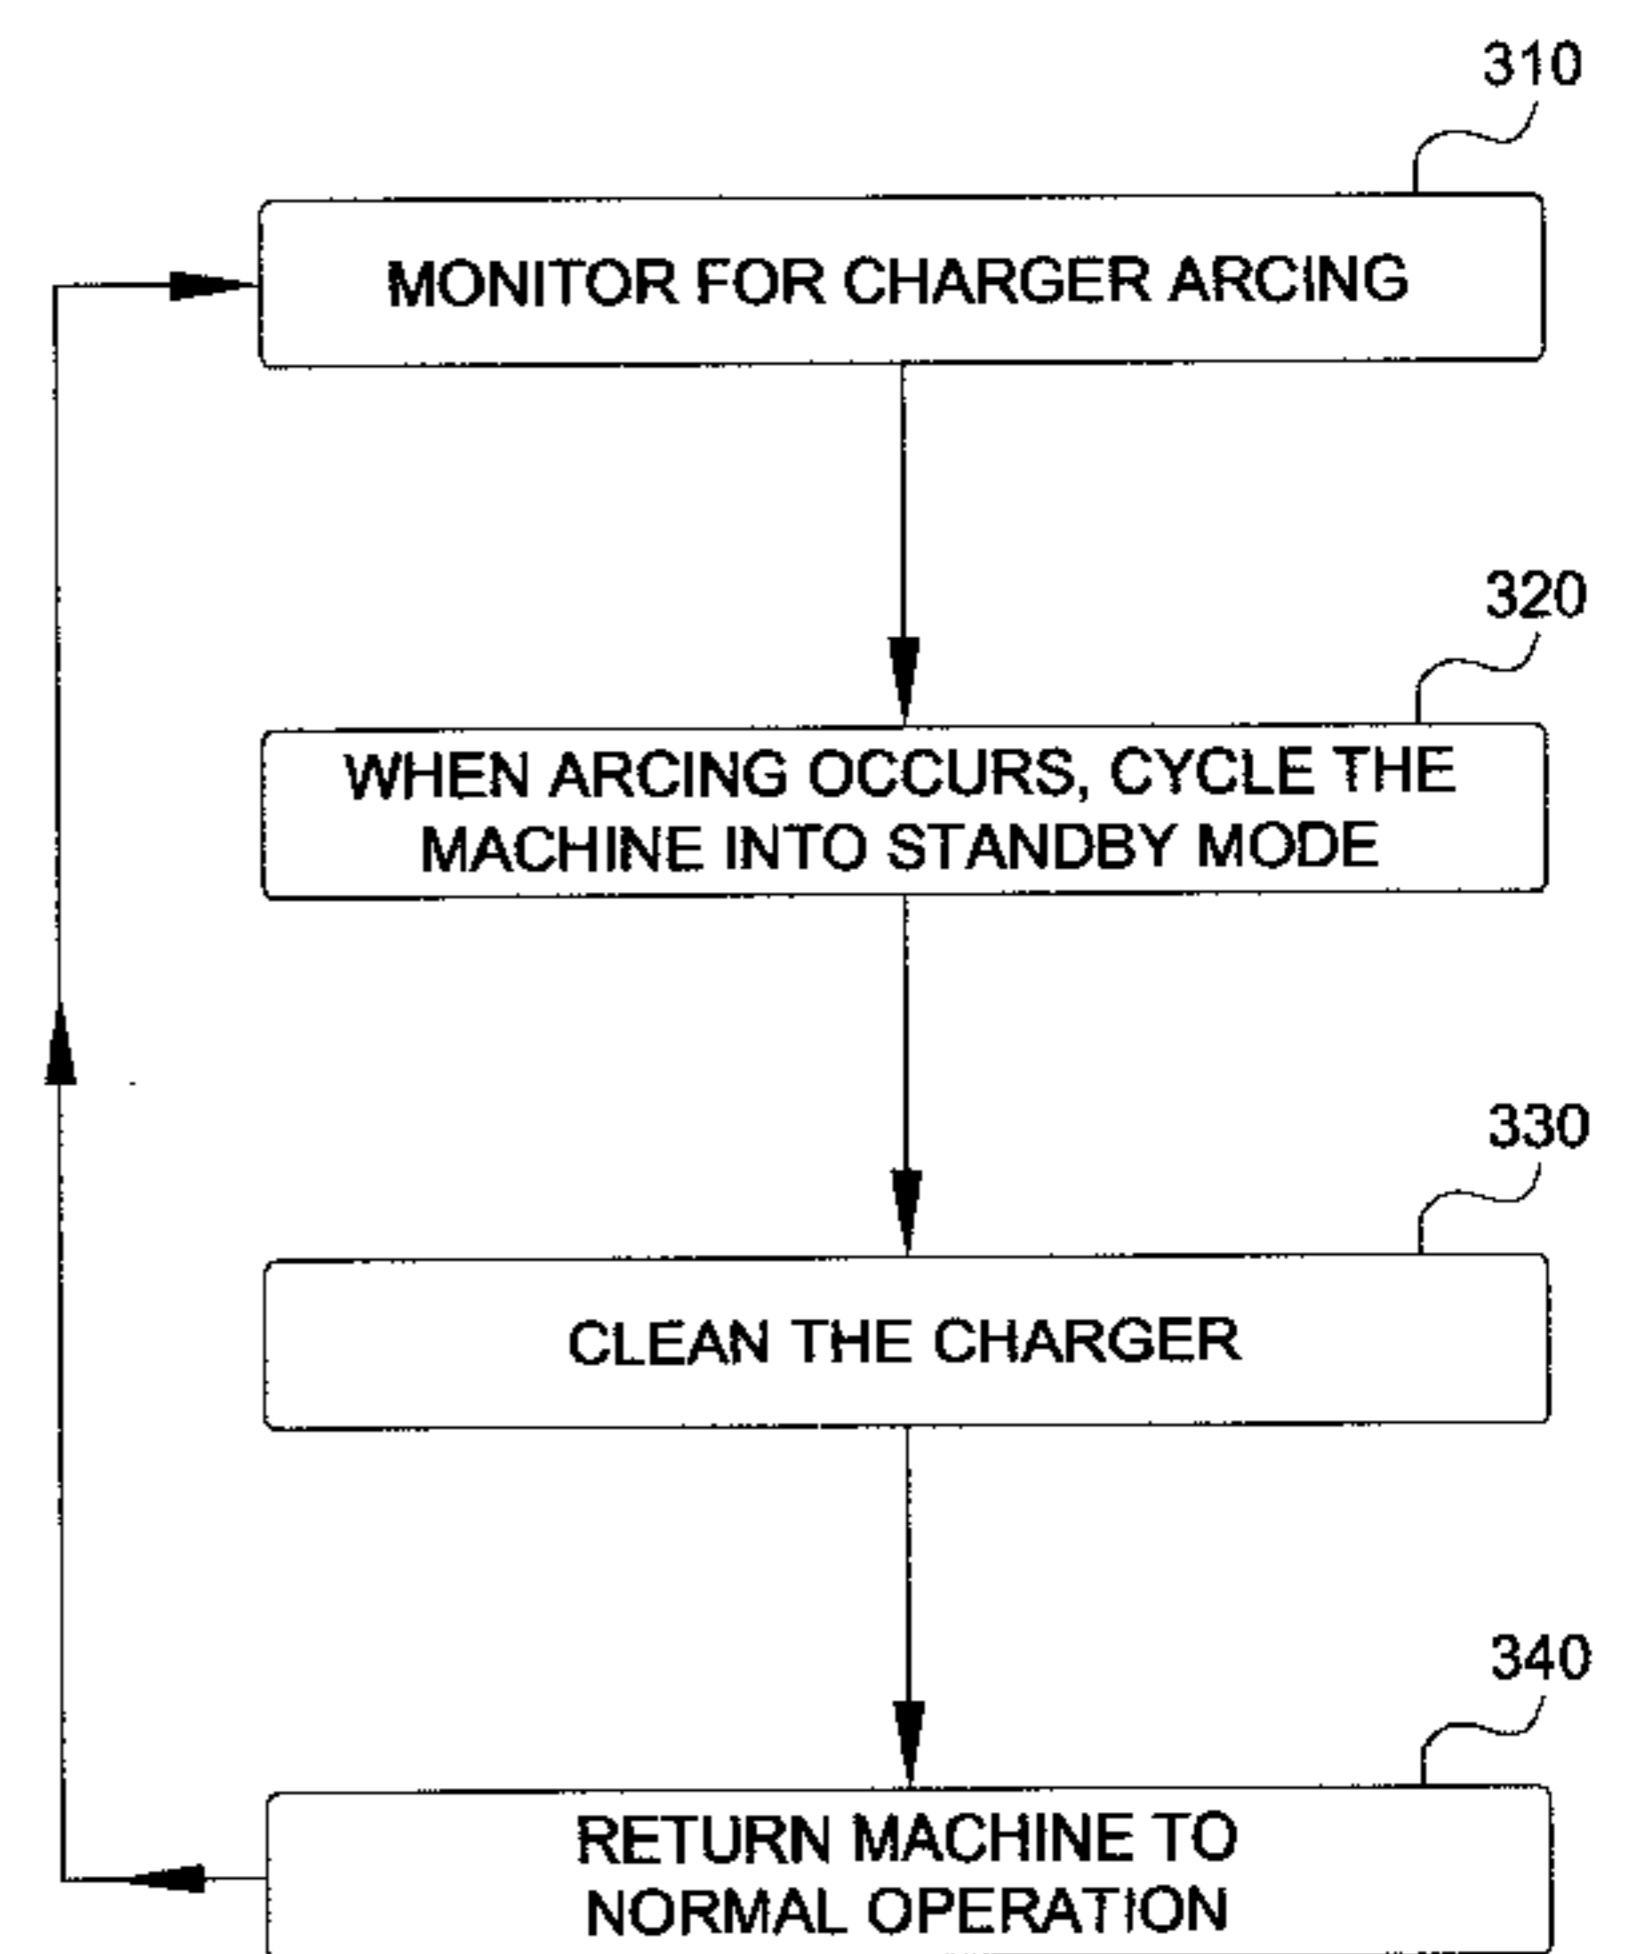 310
MONITOR FOR CHARGER ARCING
320
WHEN ARCING OCCURS, CYCLE THE
MACHINE INTO STANDBY MODE
330
CLEAN THE CHARGER
340
RETURN MACHINE TO
NORMAL OPERATION